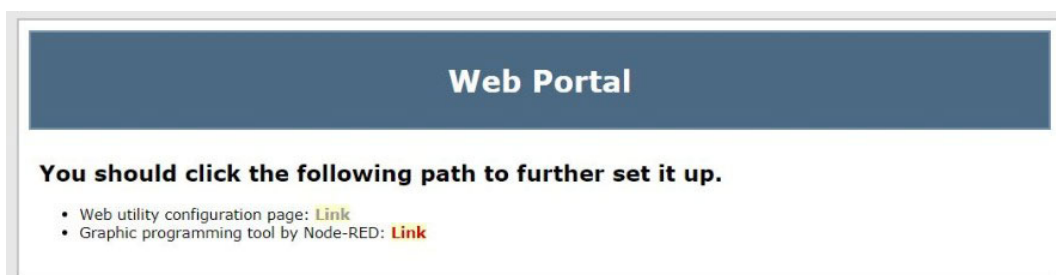 Web Portal
You should click the following path to further set it up.
• Web utility configuration page: Link
• Graphic programming tool by Node-RED: Link